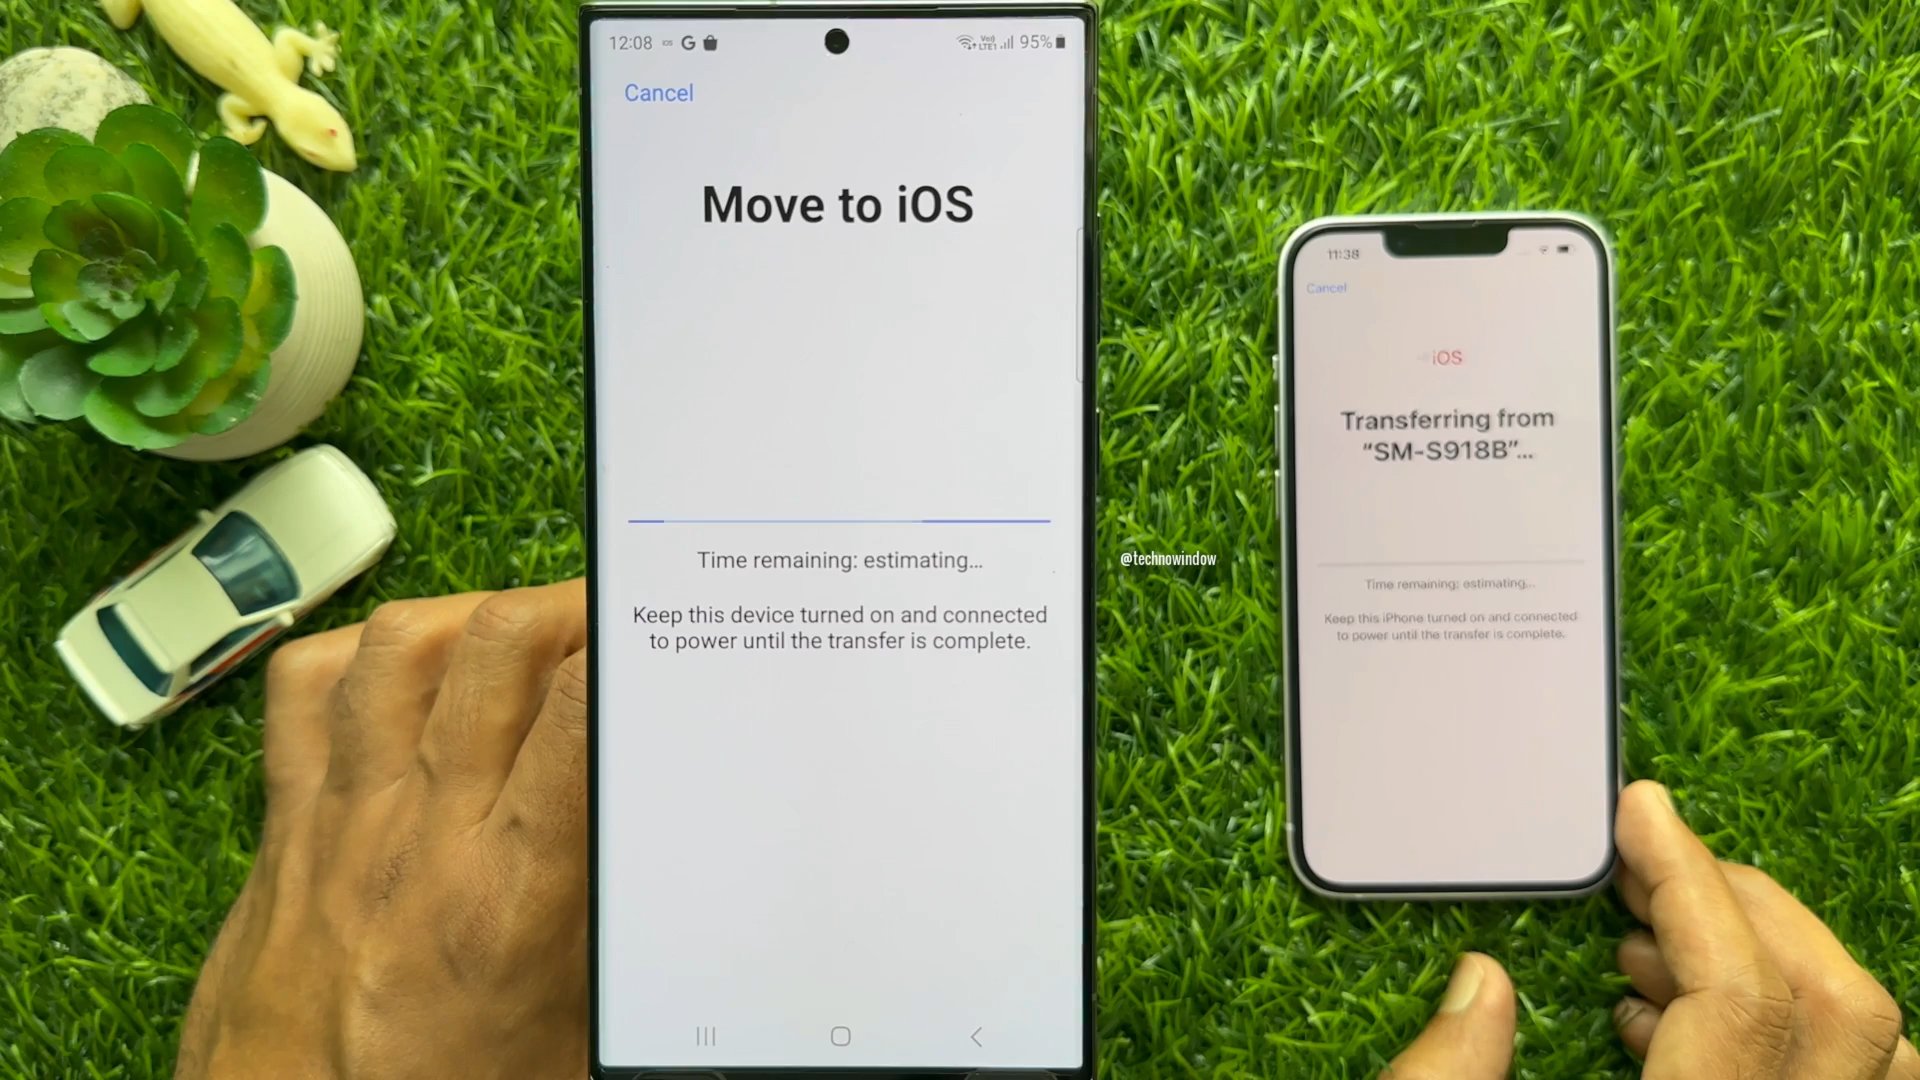 12:08
G
VoD
LTE1
95%
Cancel
Move to iOS
Time remaining: estimating...
Keep this device turned on and connected
to power until the transfer is complete.
@technowindow
11:38
Cancel
iOS
Transferring from
“SM-S918B”...
Time remaining: estimating...
Keep this iPhone turned on and connected
to power until the transfer is complete.